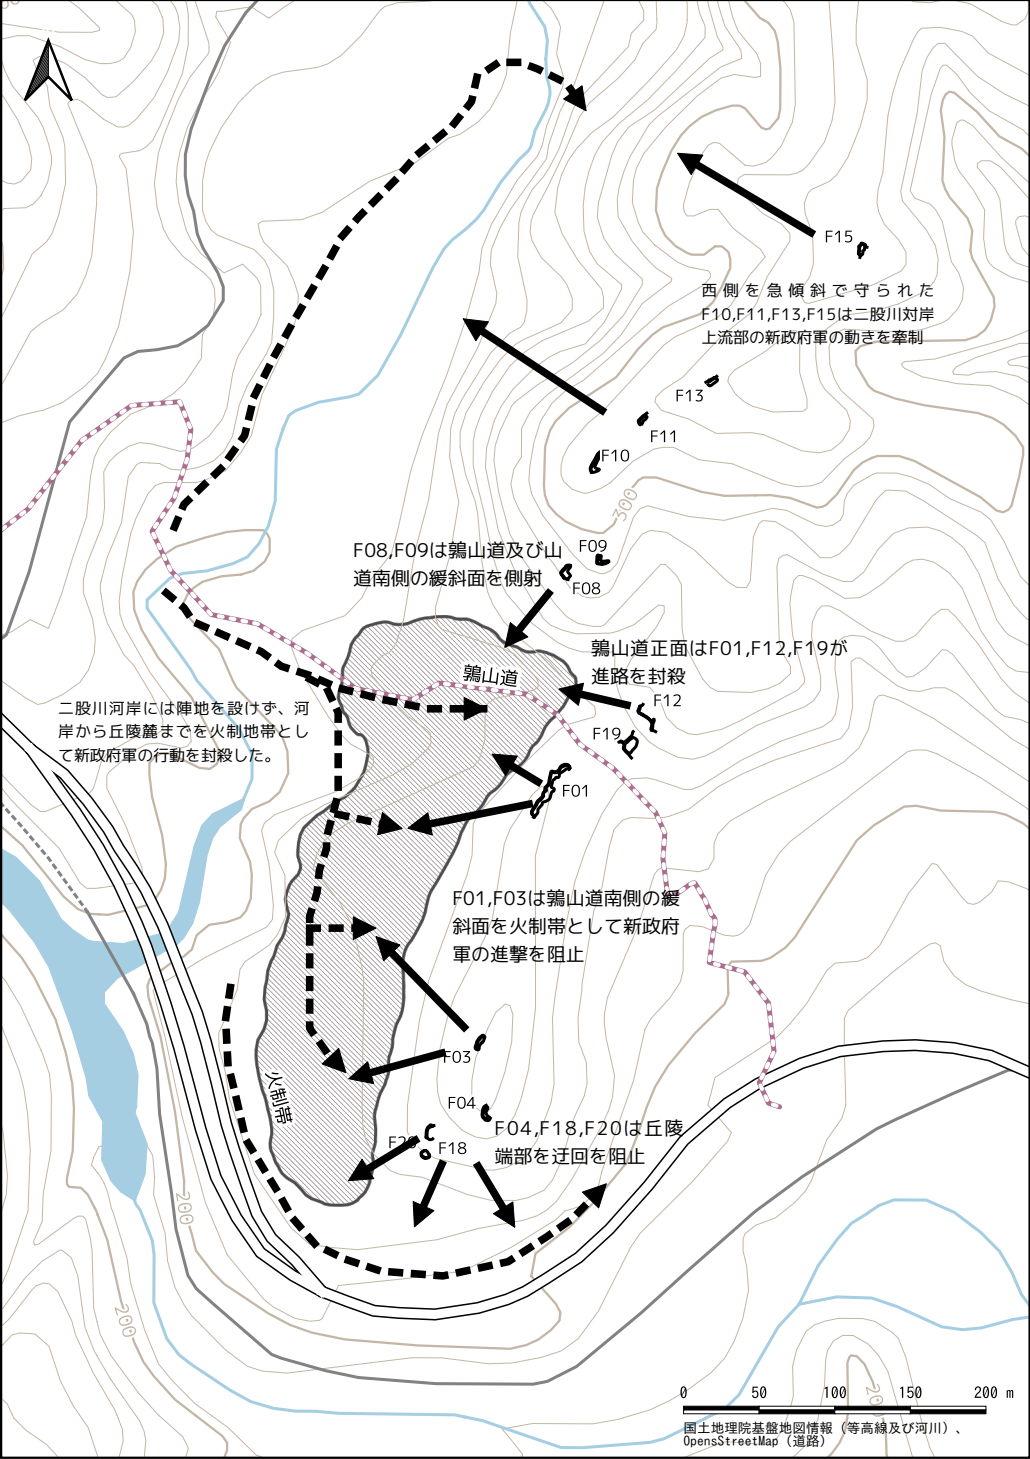 F15
西側を急傾斜で守られた
F10,F11,F13,F15は二股川対岸
上流部の新政府軍の動きを牽制
F13
F11
F10
300
F09
F08,F09は鶉山道及び山
道南側の緩斜面を側射
F08
鶉山道正面はF01,F12,F19が
進路を封殺
鶉山道
F12
F19
二股川河岸には陣地を設けず、河
岸から丘陵麓までを火制地帯とし
て新政府軍の行動を封殺した。
F01
F01,F03は鶉山道南側の緩
斜面を火制帯として新政府
軍の進撃を阻止
F03
火制帯
F04
F04,F18,F20は丘陵
端部を迂回を阻止
F20
F18
200
200
200
0 50 100 150 200 m
国土地理院基盤地図情報（等高線及び河川）、
OpensStreetMap（道路）